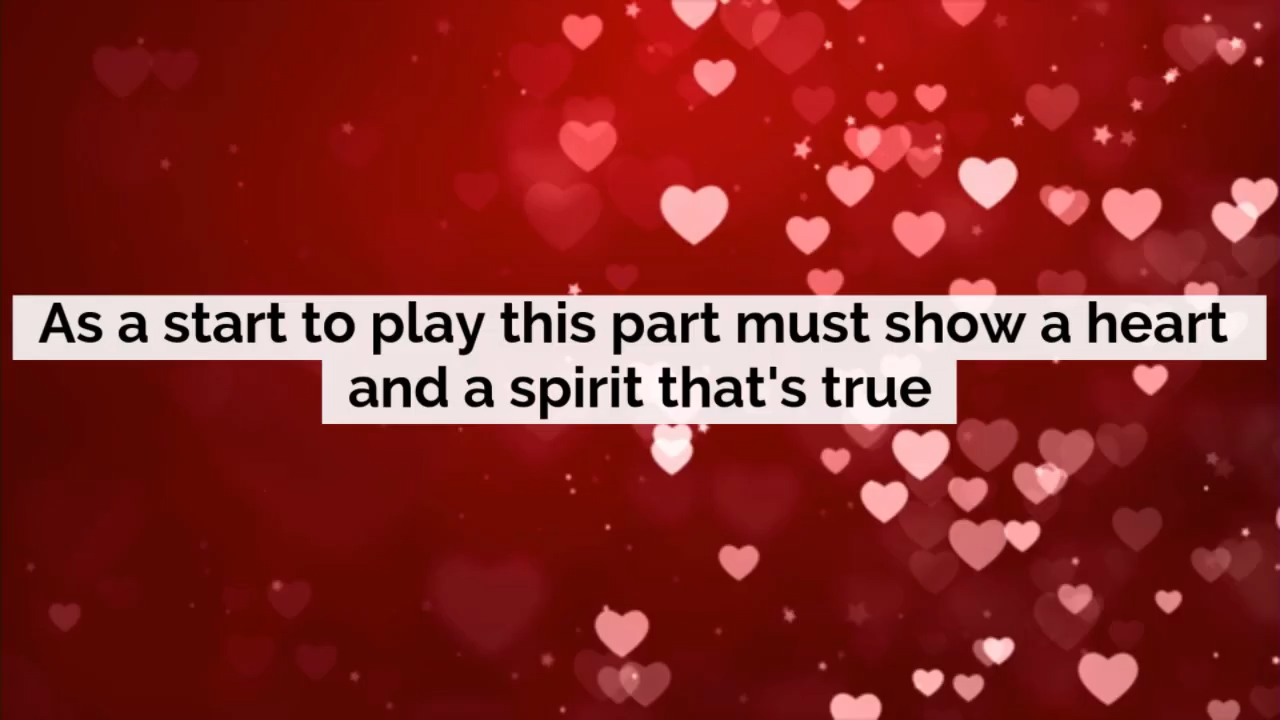 As a start to play this part must show a heart
and a spirit that's true